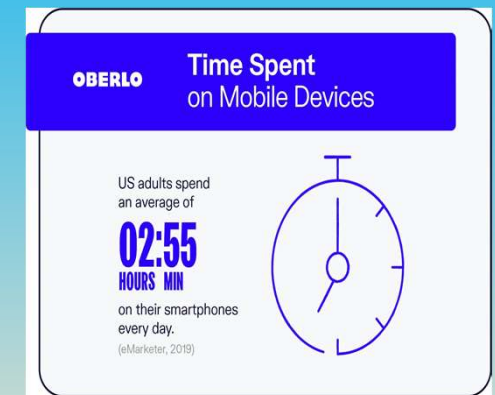 OBERLO
Time Spent
on Mobile Devices
US adults spend
an average of
02:55
HOURS MIN
on their smartphones
every day.
(eMarketer, 2019)